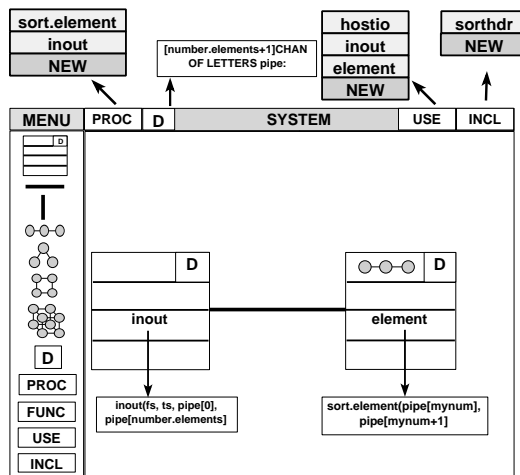 sort.element
inout
NEW
[number.elements+1]CHAN
OF LETTERS pipe:
hostio
inout
element
NEW
sorthdr
NEW
MENU
PROC
D
SYSTEM
USE
INCL
D
D
PROC
FUNC
USE
INCL
D
inout
inout(fs, ts, pipe[0],
pipe[number.elements]
D
element
sort.element(pipe[mynum],
pipe[mynum+1]